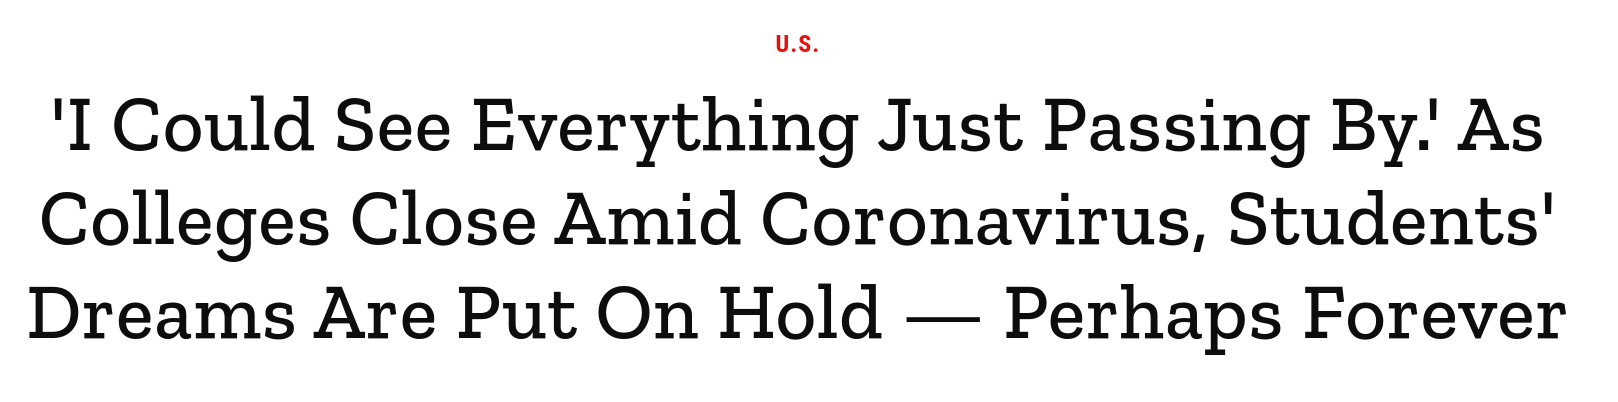 U.S.
'I Could See Everything Just Passing By.' As
Colleges Close Amid Coronavirus, Students'
Dreams Are Put On Hold — Perhaps Forever